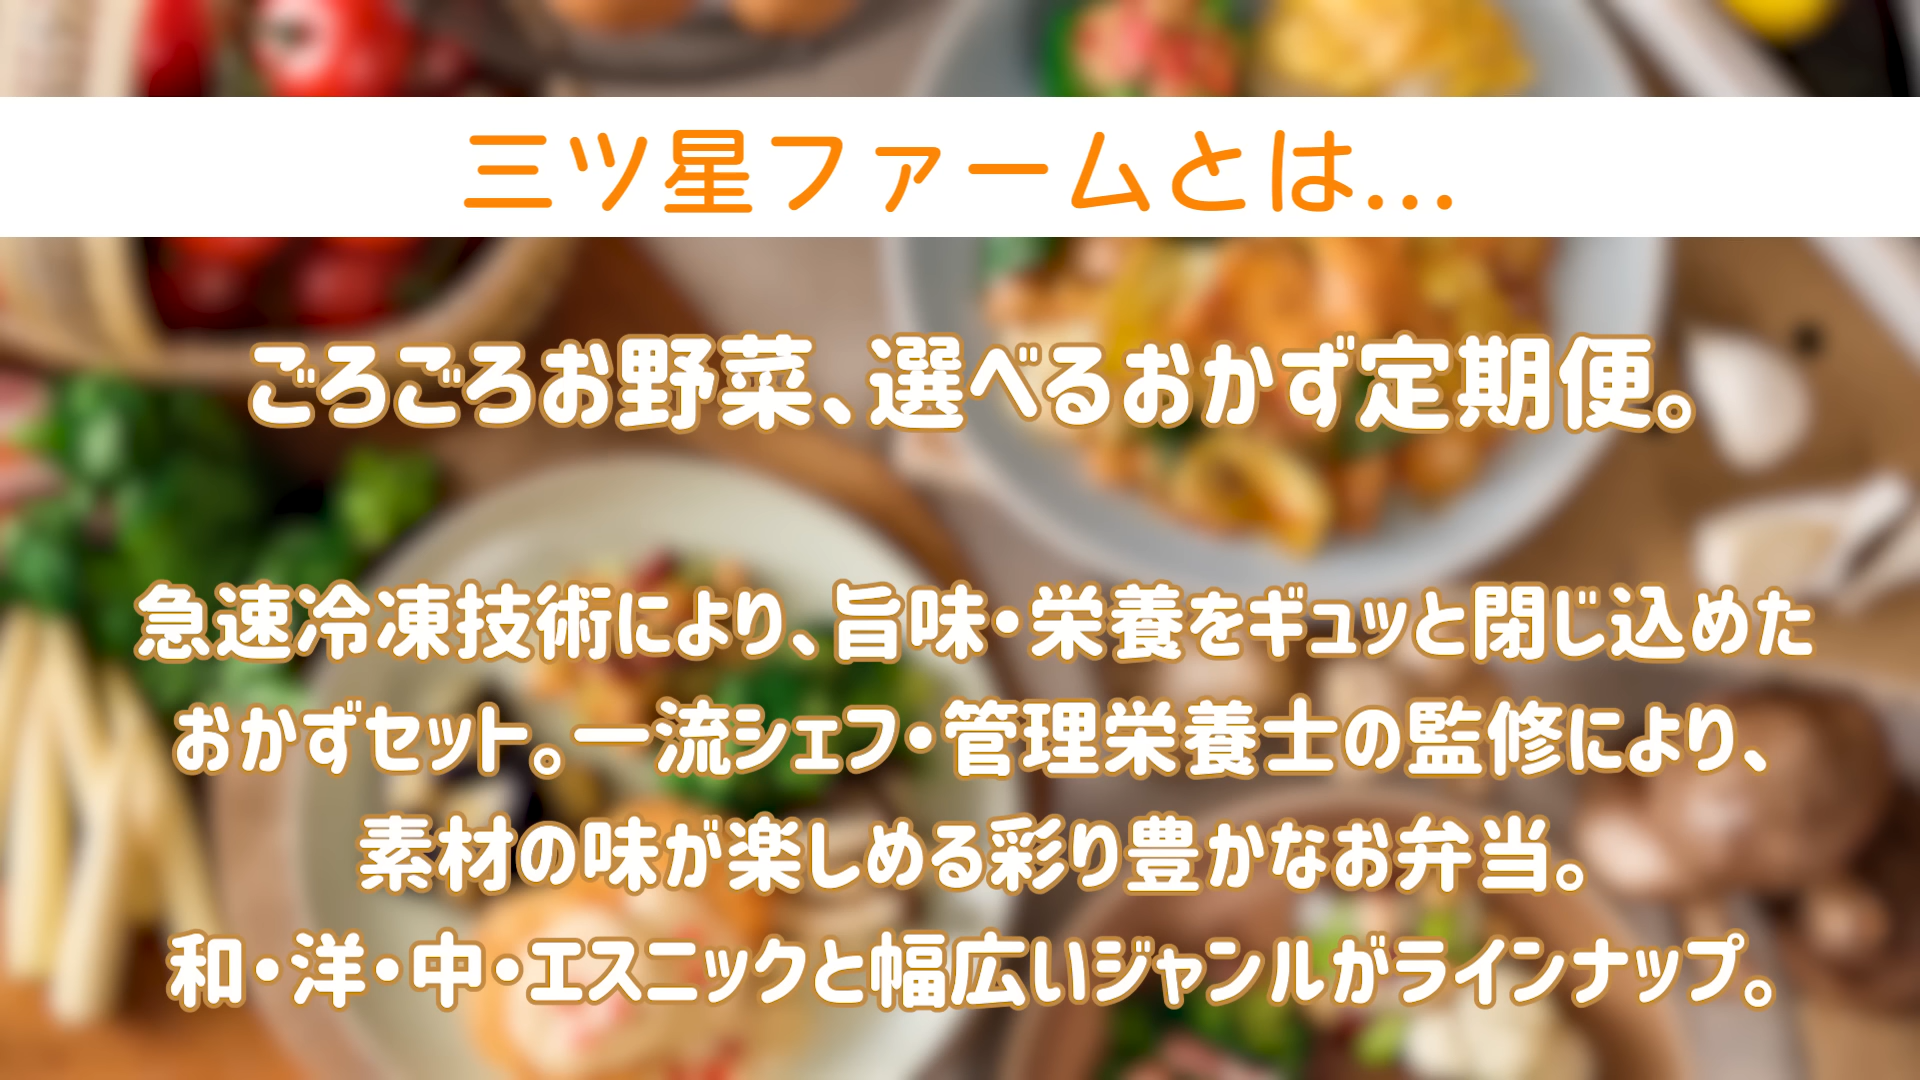 三ツ星ファームとは...
ごろごろお野菜、選べるおかず定期便。
急速冷凍技術により、旨味・栄養をギュッと閉じ込めた
おかずセット。一流シェフ・管理栄養士の監修により、
素材の味が楽しめる彩り豊かなお弁当。
和・洋・中・エスニックと幅広いジャンルがラインナップ。